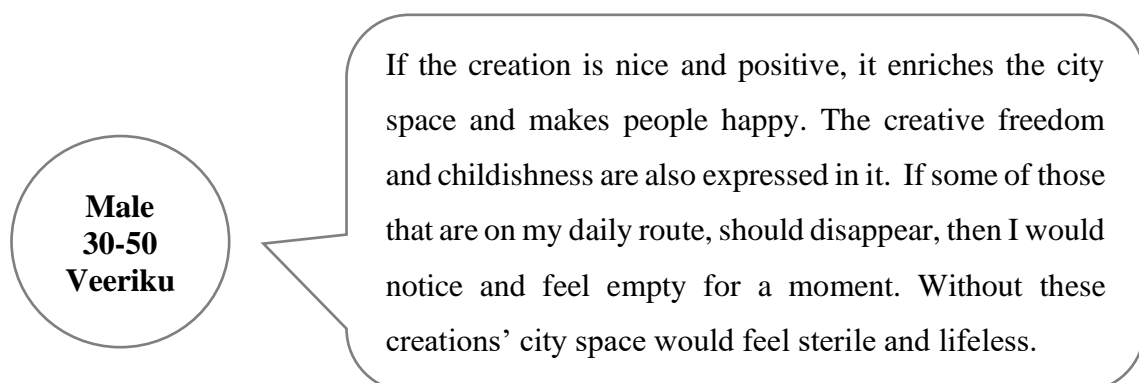 Male
30-50
Veeriku
If the creation is nice and positive, it enriches the city
space and makes people happy. The creative freedom
and childishness are also expressed in it. If some of those
that are on my daily route, should disappear, then I would
notice and feel empty for a moment. Without these
creations’ city space would feel sterile and lifeless.